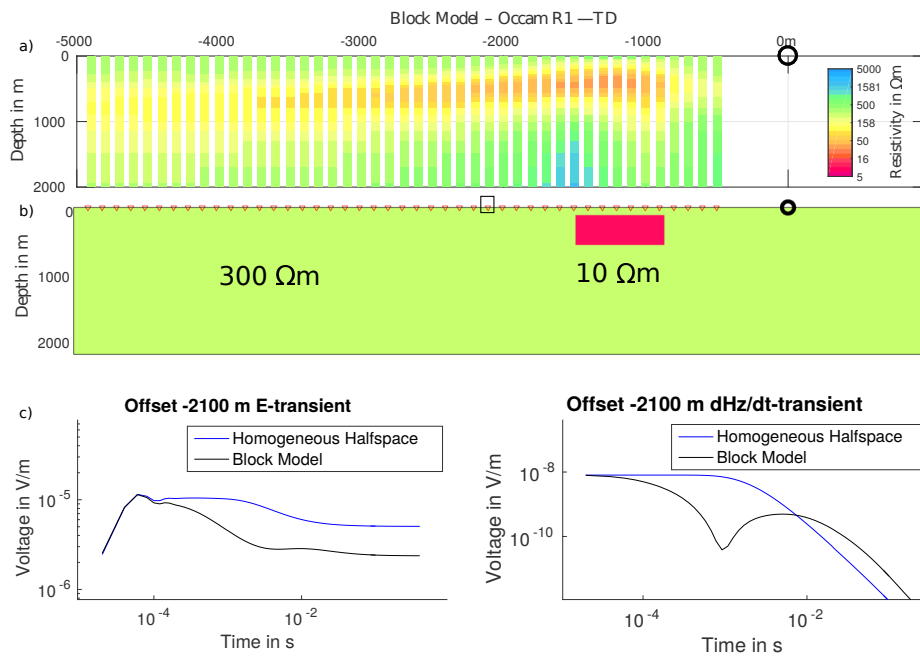 Block Model – Occam R1 —TD
a)
-5000 -4000 -3000 -2000 -1000 0m
Depth in m
0
1000
2000
5000
1581
500
158
50
16
5
Resistivity in Ωm
b)
Depth in m
0
1000
2000
300 Ωm
10 Ωm
c)
Offset -2100 m E-transient
Homogeneous Halfspace
Block Model
Voltage in V/m
10-5
10-6
10-4
10-2
Time in s
Offset -2100 m dHz/dt-transient
Homogeneous Halfspace
Block Model
Voltage in V/m
10-8
10-10
10-4
10-2
Time in s